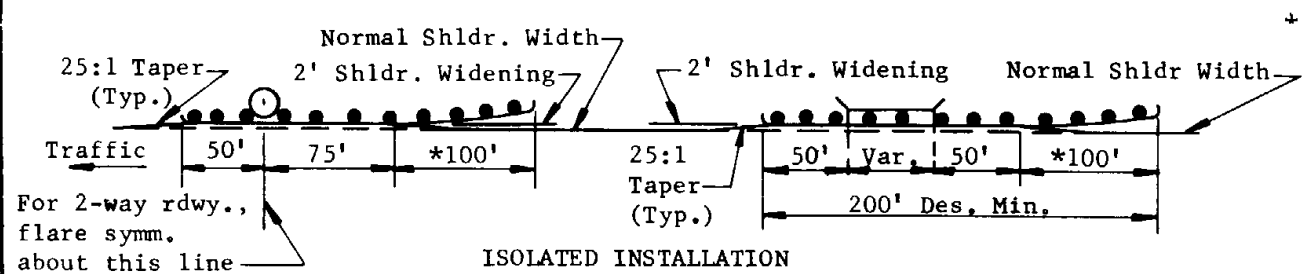 Normal Shldr. Width
25:1 Taper
(Typ.)
2' Shldr. Widening
Traffic
50'
75'
*100'
For 2-way rdwy.,
flare symm.
about this line
2' Shldr. Widening
Normal Shldr Width
25:1
Taper
(Typ.)
50'
Var.
50'
*100'
200' Des. Min.
ISOLATED INSTALLATION